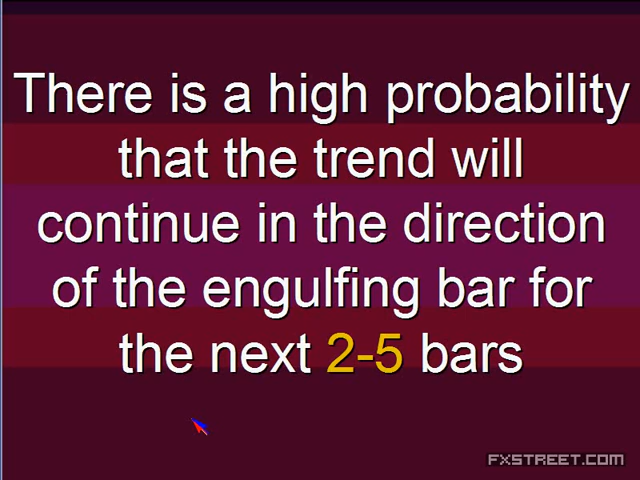 There is a high probability
that the trend will
continue in the direction
of the engulfing bar for
the next 2-5 bars
FXSTREET.COM